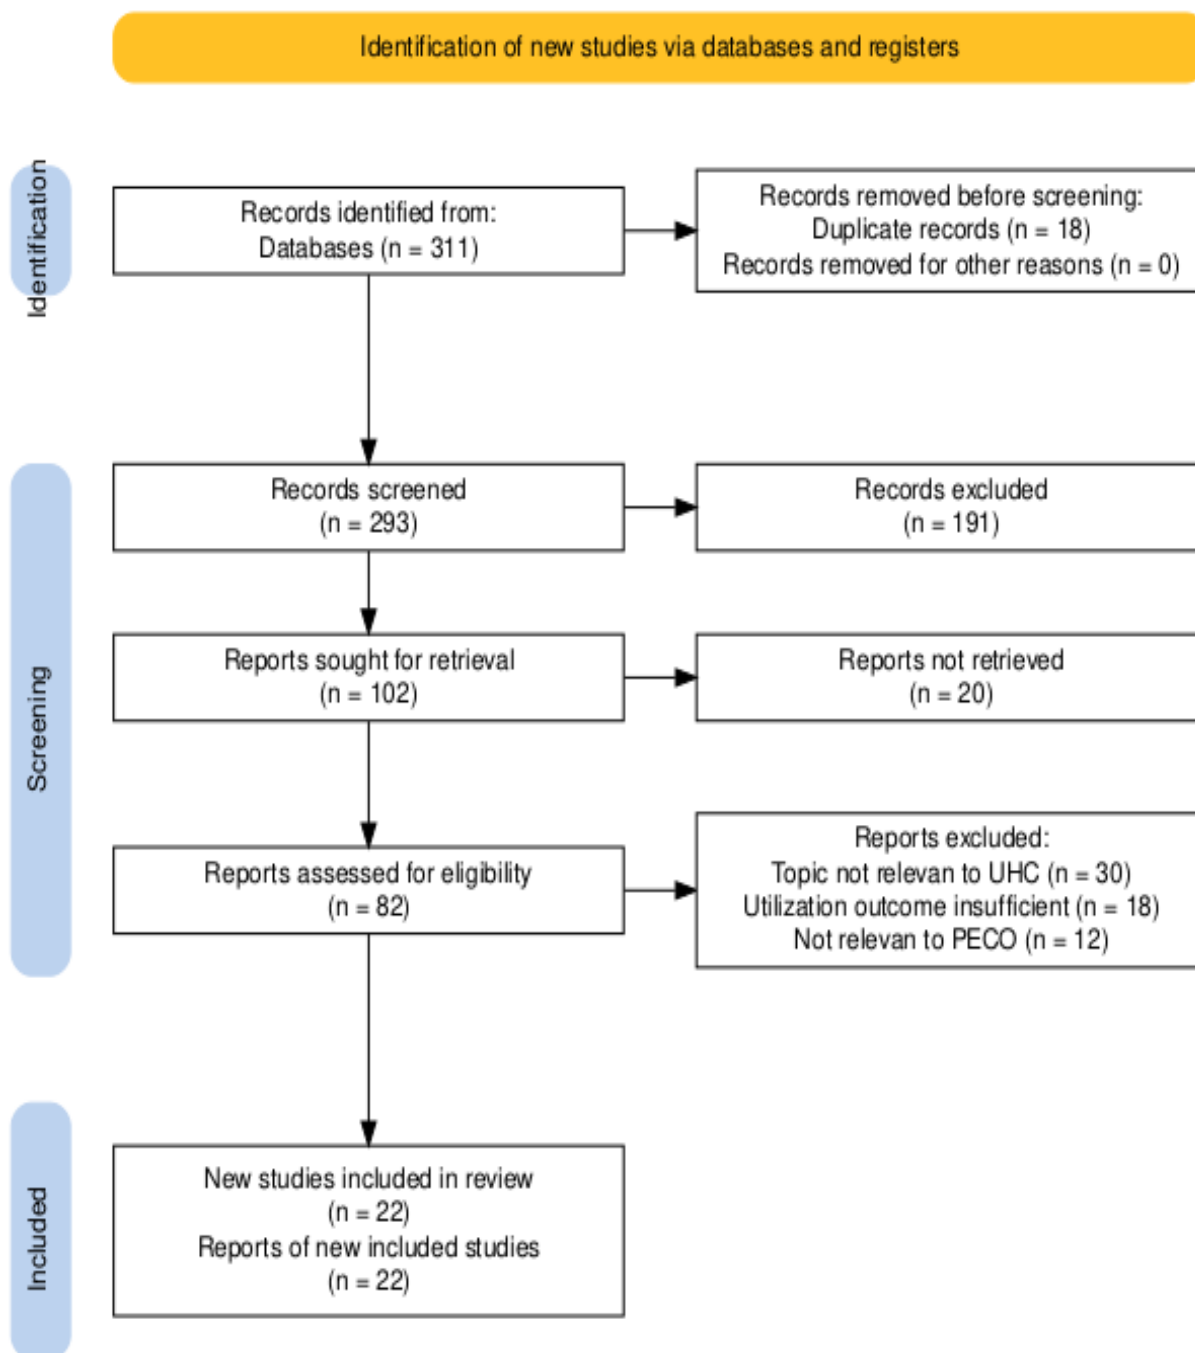 Identification of new studies via databases and registers
Identification
Records identified from:
Databases (n = 311)
Records removed before screening:
Duplicate records (n = 18)
Records removed for other reasons (n = 0)
Screening
Records screened
(n = 293)
Records excluded
(n = 191)
Reports sought for retrieval
(n = 102)
Reports not retrieved
(n = 20)
Reports assessed for eligibility
(n = 82)
Reports excluded:
Topic not relevan to UHC (n = 30)
Utilization outcome insufficient (n = 18)
Not relevan to PECO (n = 12)
Included
New studies included in review
(n = 22)
Reports of new included studies
(n = 22)